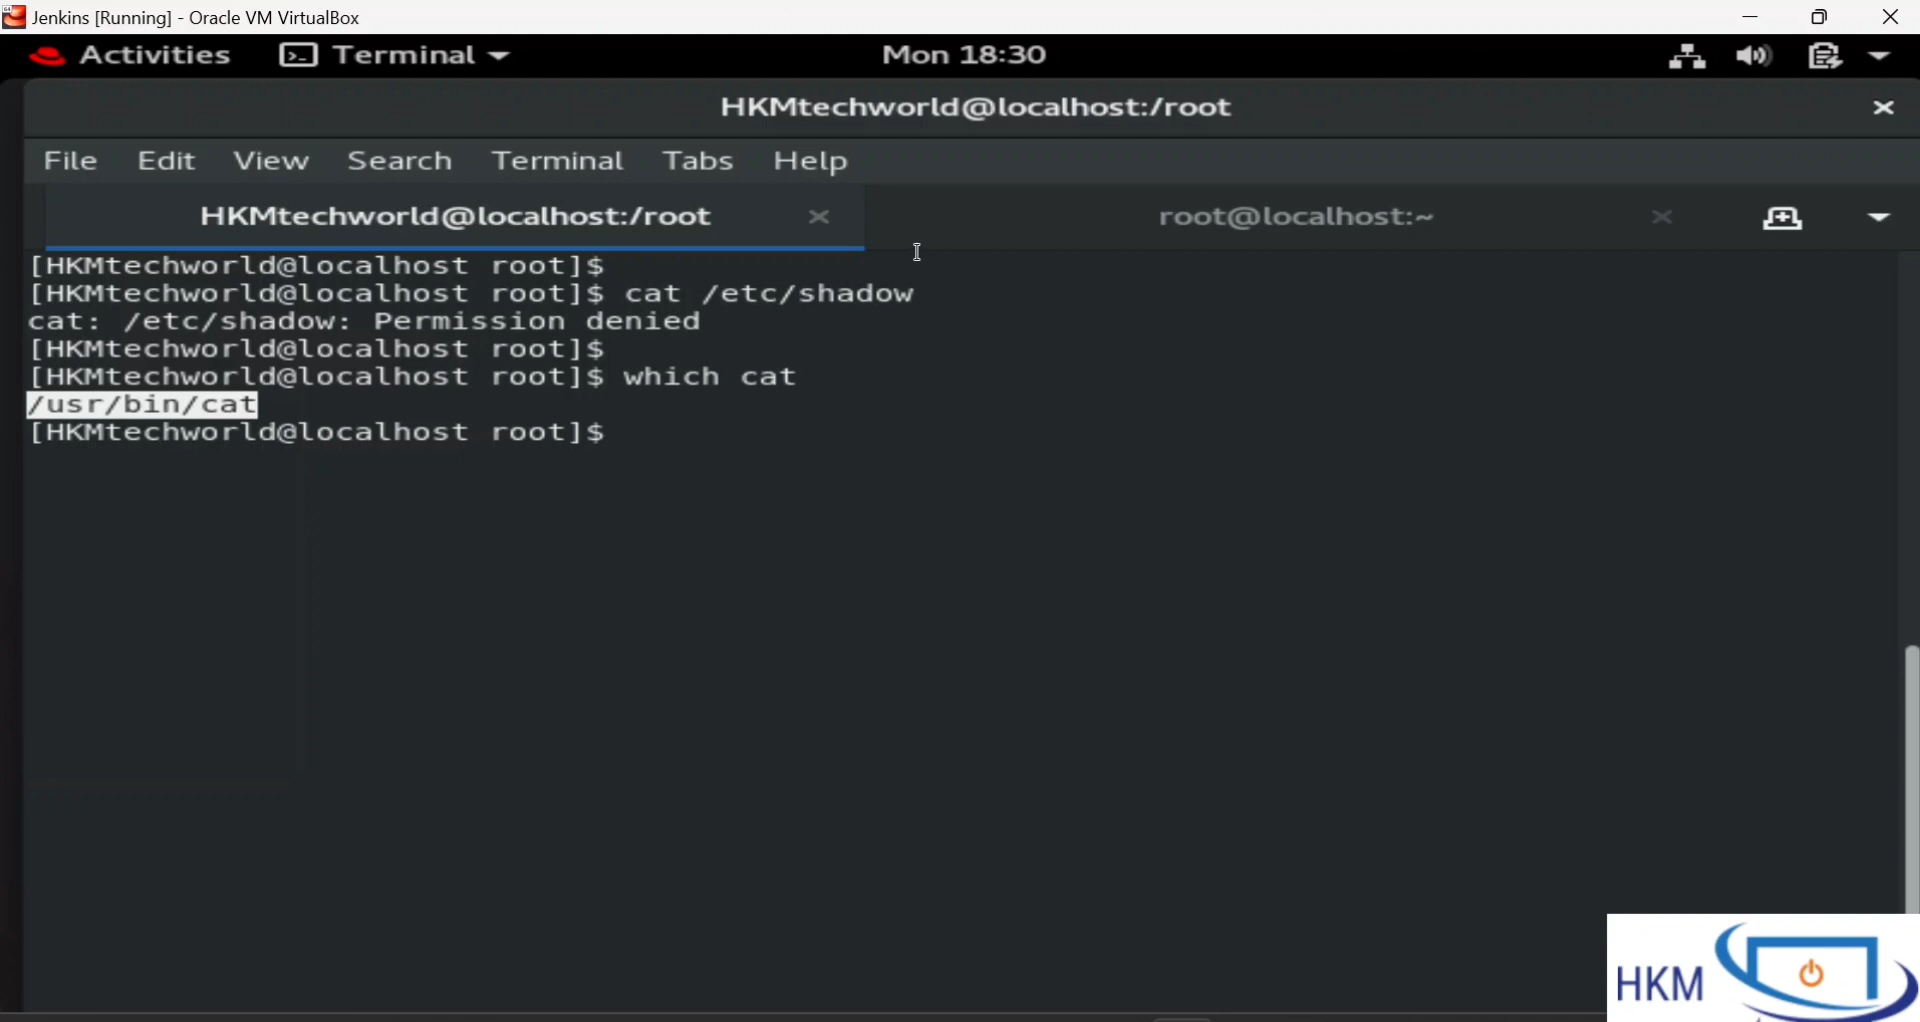 Jenkins [Running] - Oracle VM VirtualBox
Activities Terminal Mon 18:30
HKMtechworld@localhost:/root
File Edit View Search Terminal Tabs Help
HKMtechworld@localhost:/root root@localhost:~
[HKMtechworld@localhost root]$
[HKMtechworld@localhost root]$ cat /etc/shadow
cat: /etc/shadow: Permission denied
[HKMtechworld@localhost root]$
[HKMtechworld@localhost root]$ which cat
/usr/bin/cat
[HKMtechworld@localhost root]$
HKM